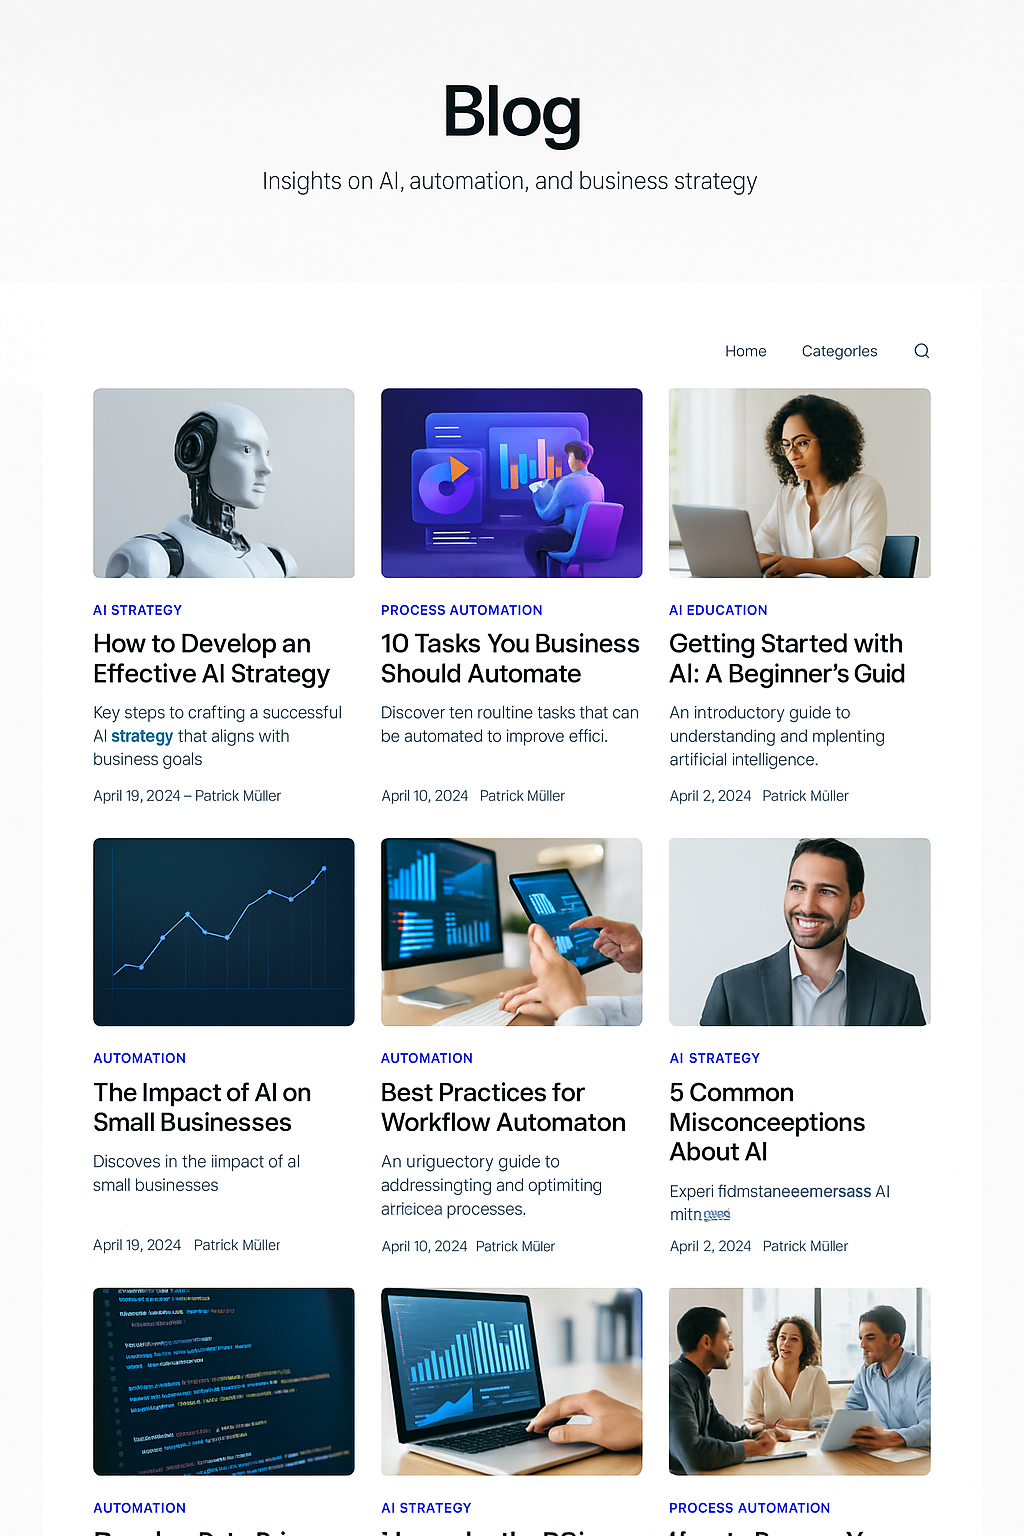 Blog
Insights on AI, automation, and business strategy
Home
Categorles
AI STRATEGY
How to Develop an
Effective AI Strategy
Key steps to crafting a successful
AI strategy that aligns with
business goals
April 19, 2024 – Patrick Müller
PROCESS AUTOMATION
10 Tasks You Business
Should Automate
Discover ten roultine tasks that can
be automated to improve effici.
April 10, 2024 Patrick Müller
AI EDUCATION
Getting Started with
AI: A Beginner's Guid
An introductory guide to
understanding and mplenting
artificial intelligence.
April 2, 2024 Patrick Müller
AUTOMATION
The Impact of AI on
Small Businesses
Discoves in the iimpact of al
small businesses
April 19, 2024 Patrick Müller
AUTOMATION
Best Practices for
Workflow Automaton
An uriguectory guide to
addressingting and optimiting
arricicea processes.
April 10, 2024 Patrick Müler
AI STRATEGY
5 Common
Misconceeptions
About AI
Experi fidmstaneeemersass AI
April 2, 2024 Patrick Müller
AUTOMATION
AI STRATEGY
PROCESS AUTOMATION